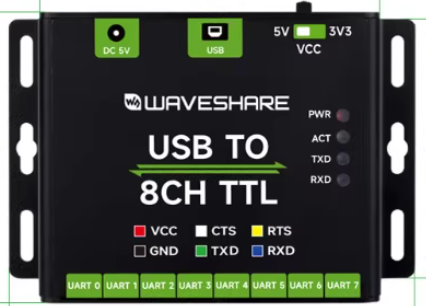 DC 5V
USB
5V 3V3
VCC
WAVESHARE
PWR
ACT
TXD
RXD
USB TO
8CH TTL
VCC CTS RTS
GND TXD RXD
UART 0 UART 1 UART 2 UART 3 UART 4 UART 5 UART 6 UART 7